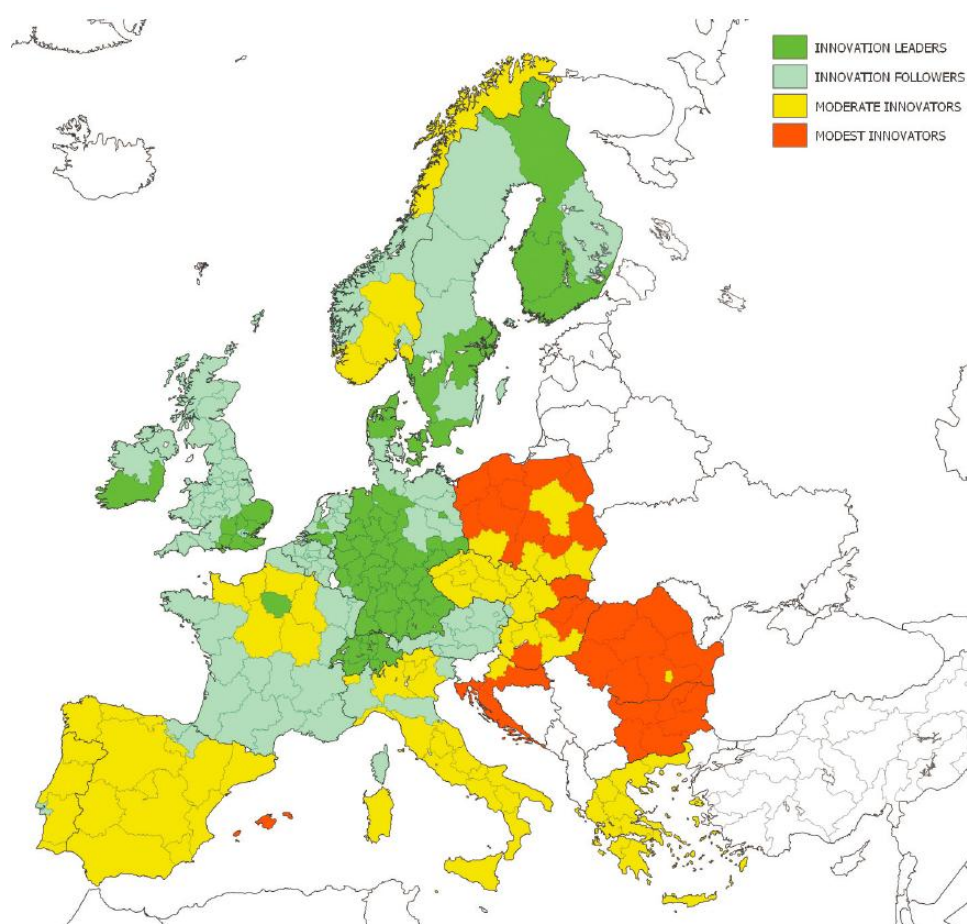 INNOVATION LEADERS
INNOVATION FOLLOWERS
MODERATE INNOVATORS
MODEST INNOVATORS